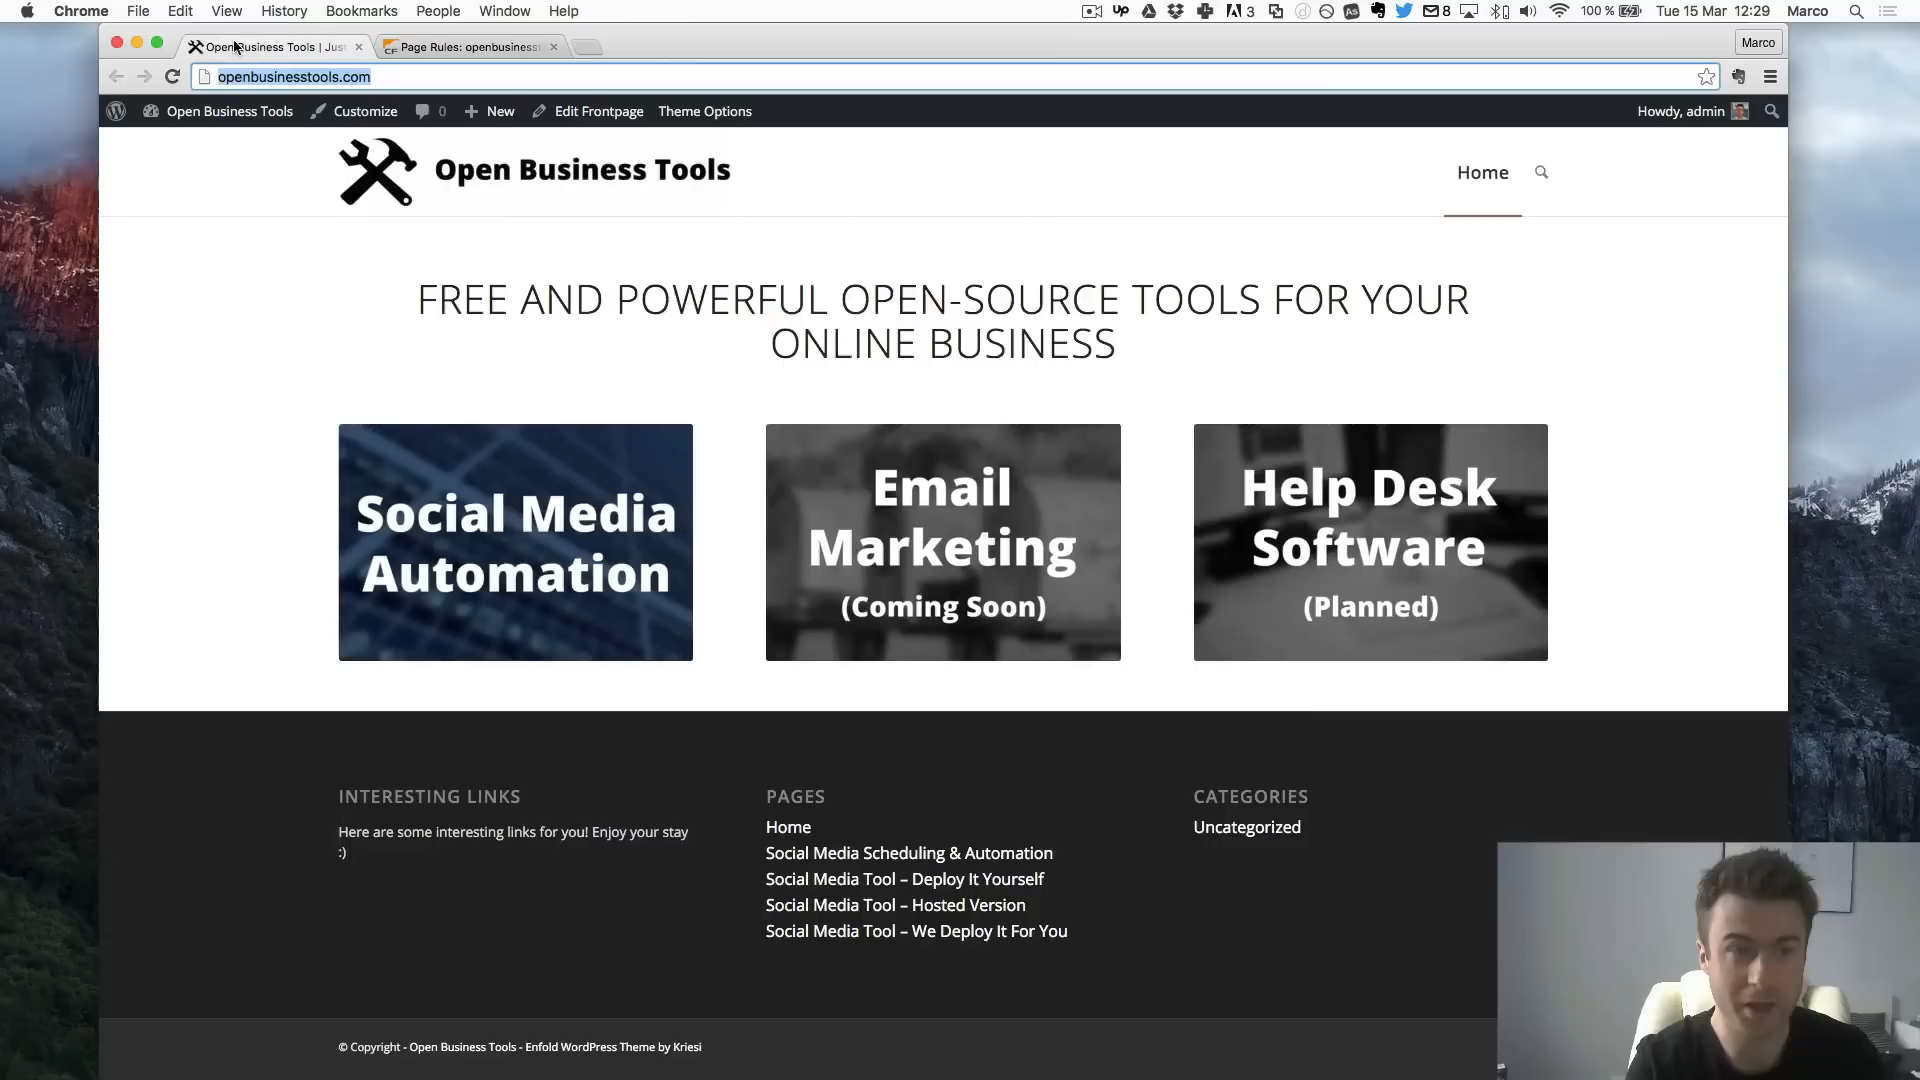 Chrome File Edit View History Bookmarks People Window Help
3 8 100 % Tue 15 Mar 12:29 Marco
Open Business Tools | Just
Page Rules: openbusiness
Marco
openbusinesstools.com
Open Business Tools Customize 0 New Edit Frontpage Theme Options Howdy, admin
Open Business Tools
Home
FREE AND POWERFUL OPEN-SOURCE TOOLS FOR YOUR
ONLINE BUSINESS
Social Media
Automation
Email
Marketing
(Coming Soon)
Help Desk
Software
(Planned)
INTERESTING LINKS
Here are some interesting links for you! Enjoy your stay
:)
PAGES
Home
Social Media Scheduling & Automation
Social Media Tool – Deploy It Yourself
Social Media Tool – Hosted Version
Social Media Tool – We Deploy It For You
CATEGORIES
Uncategorized
© Copyright - Open Business Tools - Enfold WordPress Theme by Kriesi